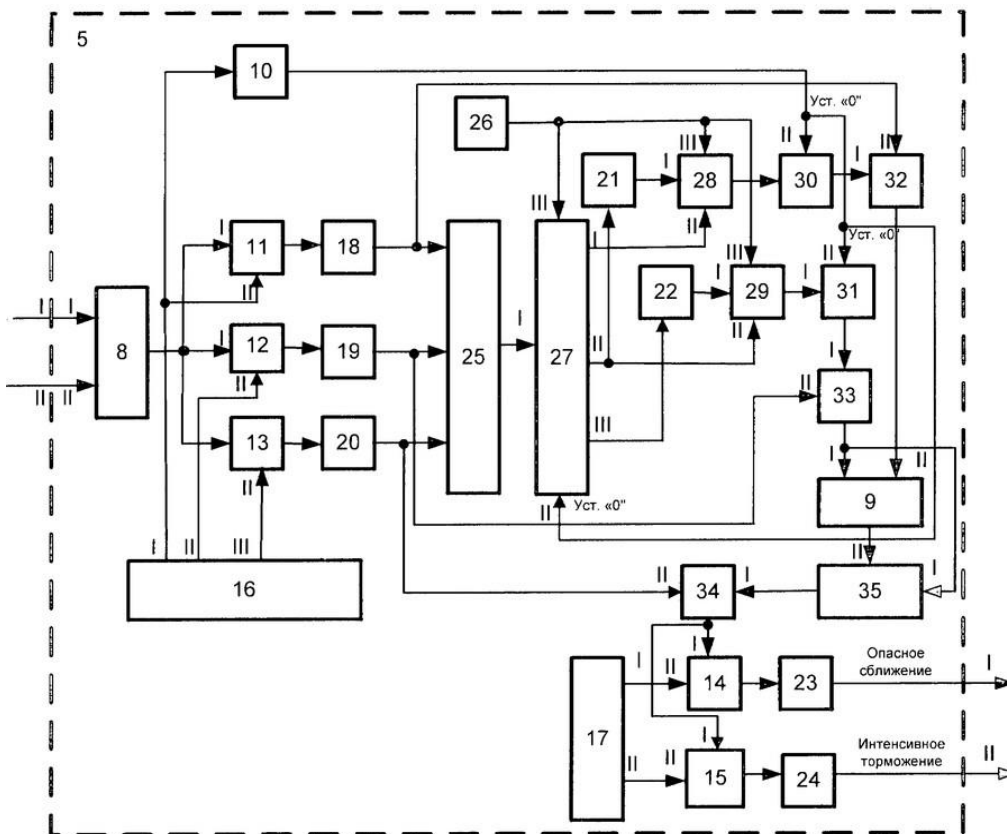 5
10
Уст. «0"
26
II
II
III
I
I
21
28
30
32
III
I
Уст. «0"
I
11
18
II
III
II
II
I
I
22
29
31
I
I
8
I
12
19
25
I
27
II
II
I
II
II
II
II
33
13
20
III
I
II
II
9
II
Уст. «0"
I
II
III
II
I
16
II
I
34
35
Опасное
I
I
II
14
23
сближение
I
17
I
Интенсивное
II
II
II
15
24
торможение